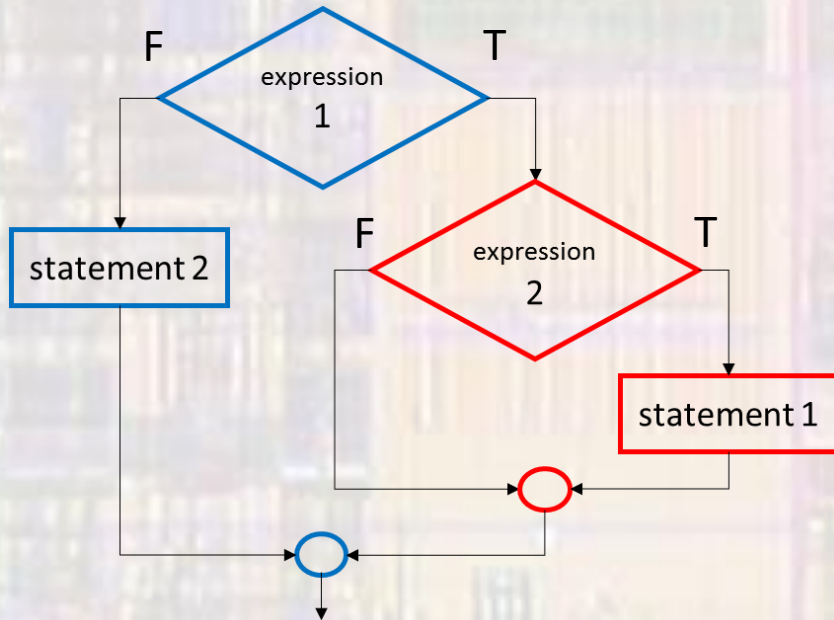 F
T
expression
1
statement 2
F
T
expression
2
statement 1